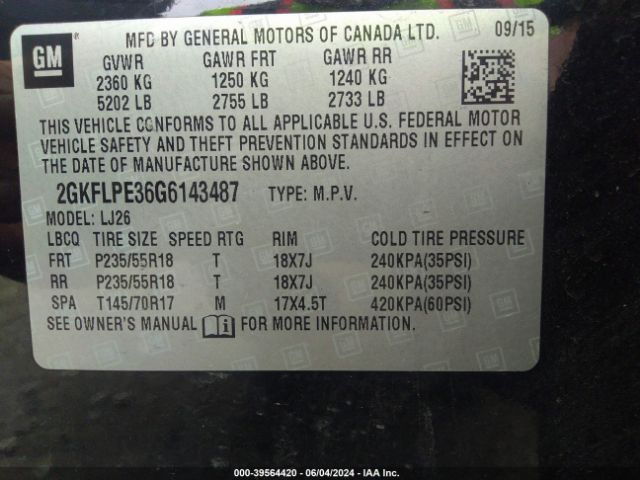 GM MFD BY GENERAL MOTORS OF CANADA LTD. 09/15
GVWR GAWR FRT GAWR RR
2360 KG 1250 KG 1240 KG
5202 LB 2755 LB 2733 LB
THIS VEHICLE CONFORMS TO ALL APPLICABLE U.S. FEDERAL MOTOR
VEHICLE SAFETY AND THEFT PREVENTION STANDARDS IN EFFECT ON
THE DATE OF MANUFACTURE SHOWN ABOVE.
2GKFLPE36G6143487 TYPE: M.P.V.
MODEL: LJ26
LBCQ TIRE SIZE SPEED RTG RIM COLD TIRE PRESSURE
FRT P235/55R18 T 18X7J 240KPA(35PSI)
RR P235/55R18 T 18X7J 240KPA(35PSI)
SPA T145/70R17 M 17X4.5T 420KPA(60PSI)
SEE OWNER'S MANUAL i FOR MORE INFORMATION.
000-39564420 - 06/04/2024 - IAA Inc.